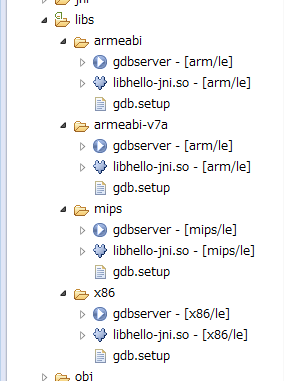 jni
libs
armeabi
gdbserver - [arm/le]
libhello-jni.so - [arm/le]
gdb.setup
armeabi-v7a
gdbserver - [arm/le]
libhello-jni.so - [arm/le]
gdb.setup
mips
gdbserver - [mips/le]
libhello-jni.so - [mips/le]
gdb.setup
x86
gdbserver - [x86/le]
libhello-jni.so - [x86/le]
gdb.setup
obj